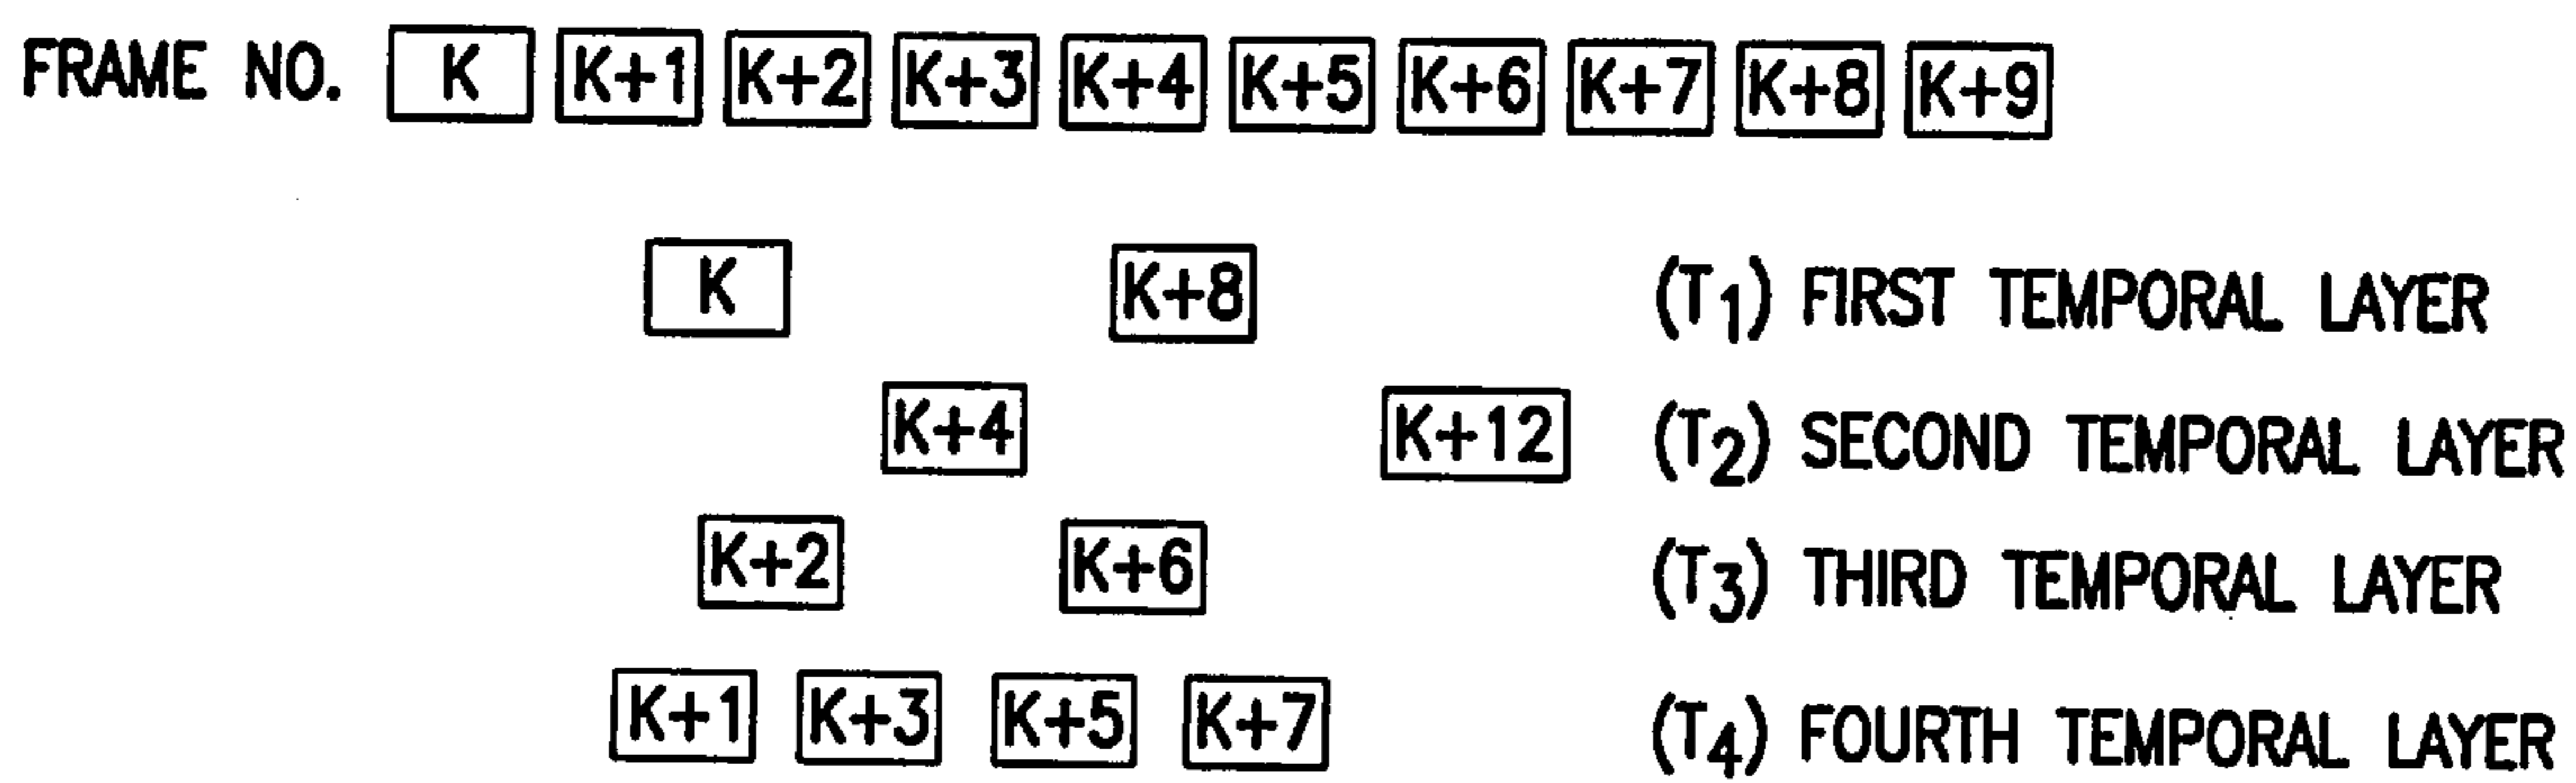 FRAME NO. K K+1 K+2 K+3 K+4 K+5 K+6 K+7 K+8 K+9
K K+8 (T1) FIRST TEMPORAL LAYER
K+4 K+12 (T2) SECOND TEMPORAL LAYER
K+2 K+6 (T3) THIRD TEMPORAL LAYER
K+1 K+3 K+5 K+7 (T4) FOURTH TEMPORAL LAYER